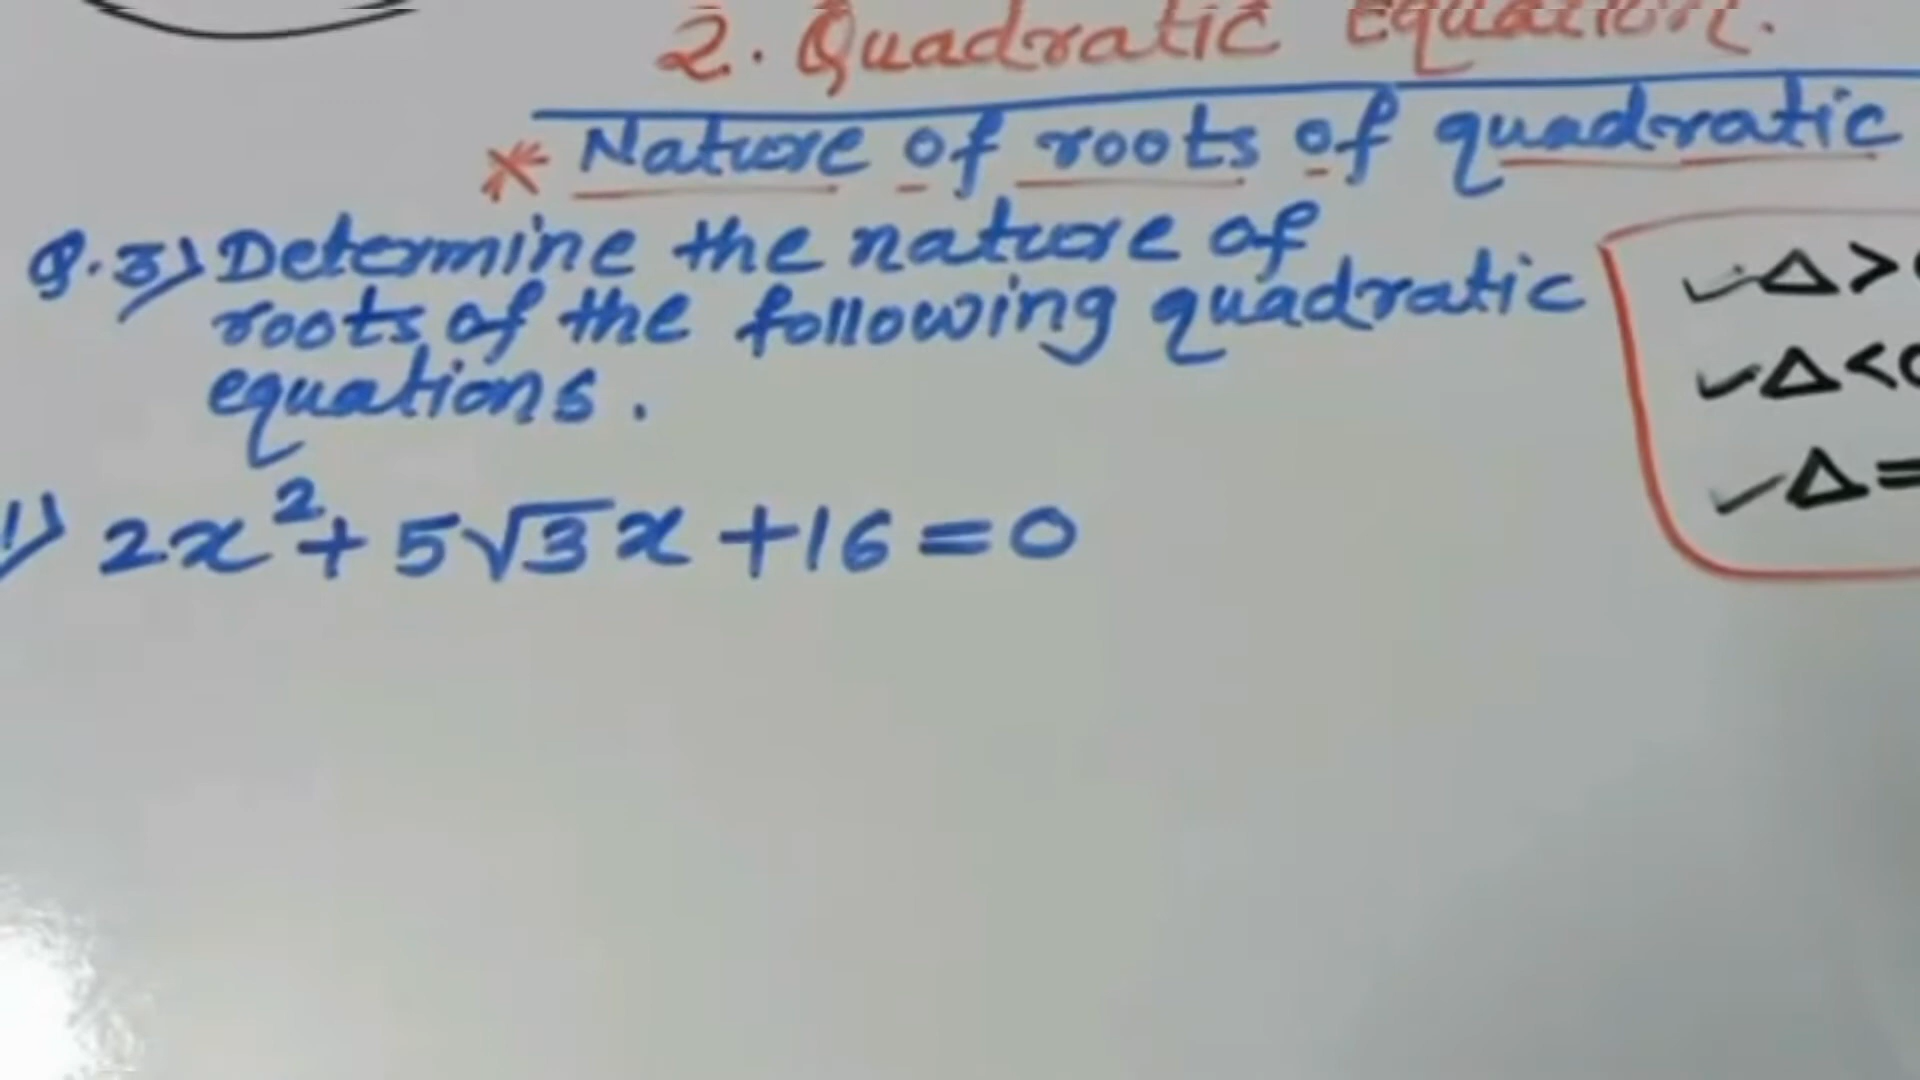 2. Quadratic Equation.
* Nature of roots of quadratic
Q.3) Determine the nature of
roots of the following quadratic
equations.
1) 2x² + 5√3x + 16 = 0
✓Δ>
✓Δ<0
✓Δ=